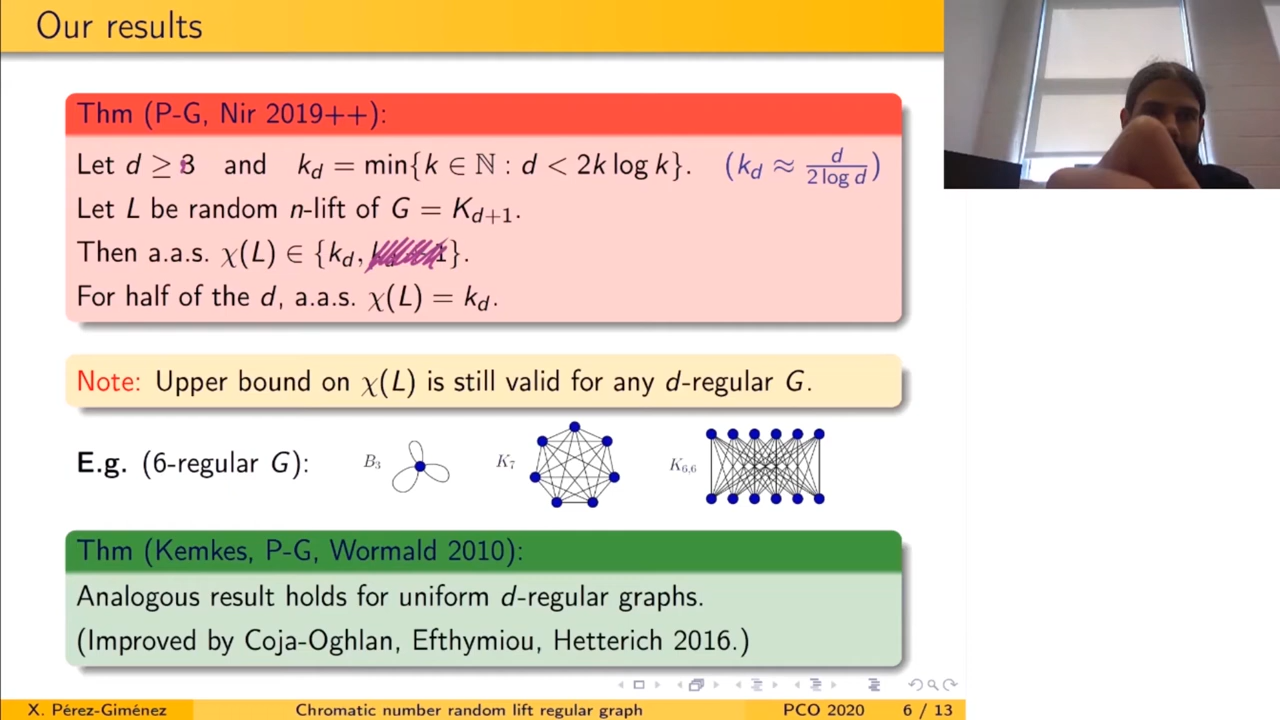 Our results
Thm (P-G, Nir 2019++):
Let d ≥ 3 and k_d = min{k ∈ ℕ : d < 2k log k}. (k_d ≈ d/(2 log d))
Let L be random n-lift of G = K_{d+1}.
Then a.a.s. χ(L) ∈ {k_d, 1}.
For half of the d, a.a.s. χ(L) = k_d.
Note: Upper bound on χ(L) is still valid for any d-regular G.
E.g. (6-regular G): B_3 K_7 K_{6,6}
Thm (Kemkes, P-G, Wormald 2010):
Analogous result holds for uniform d-regular graphs.
(Improved by Coja-Oghlan, Efthymiou, Hetterich 2016.)
X. Pérez-Giménez Chromatic number random lift regular graph PCO 2020 6 / 13